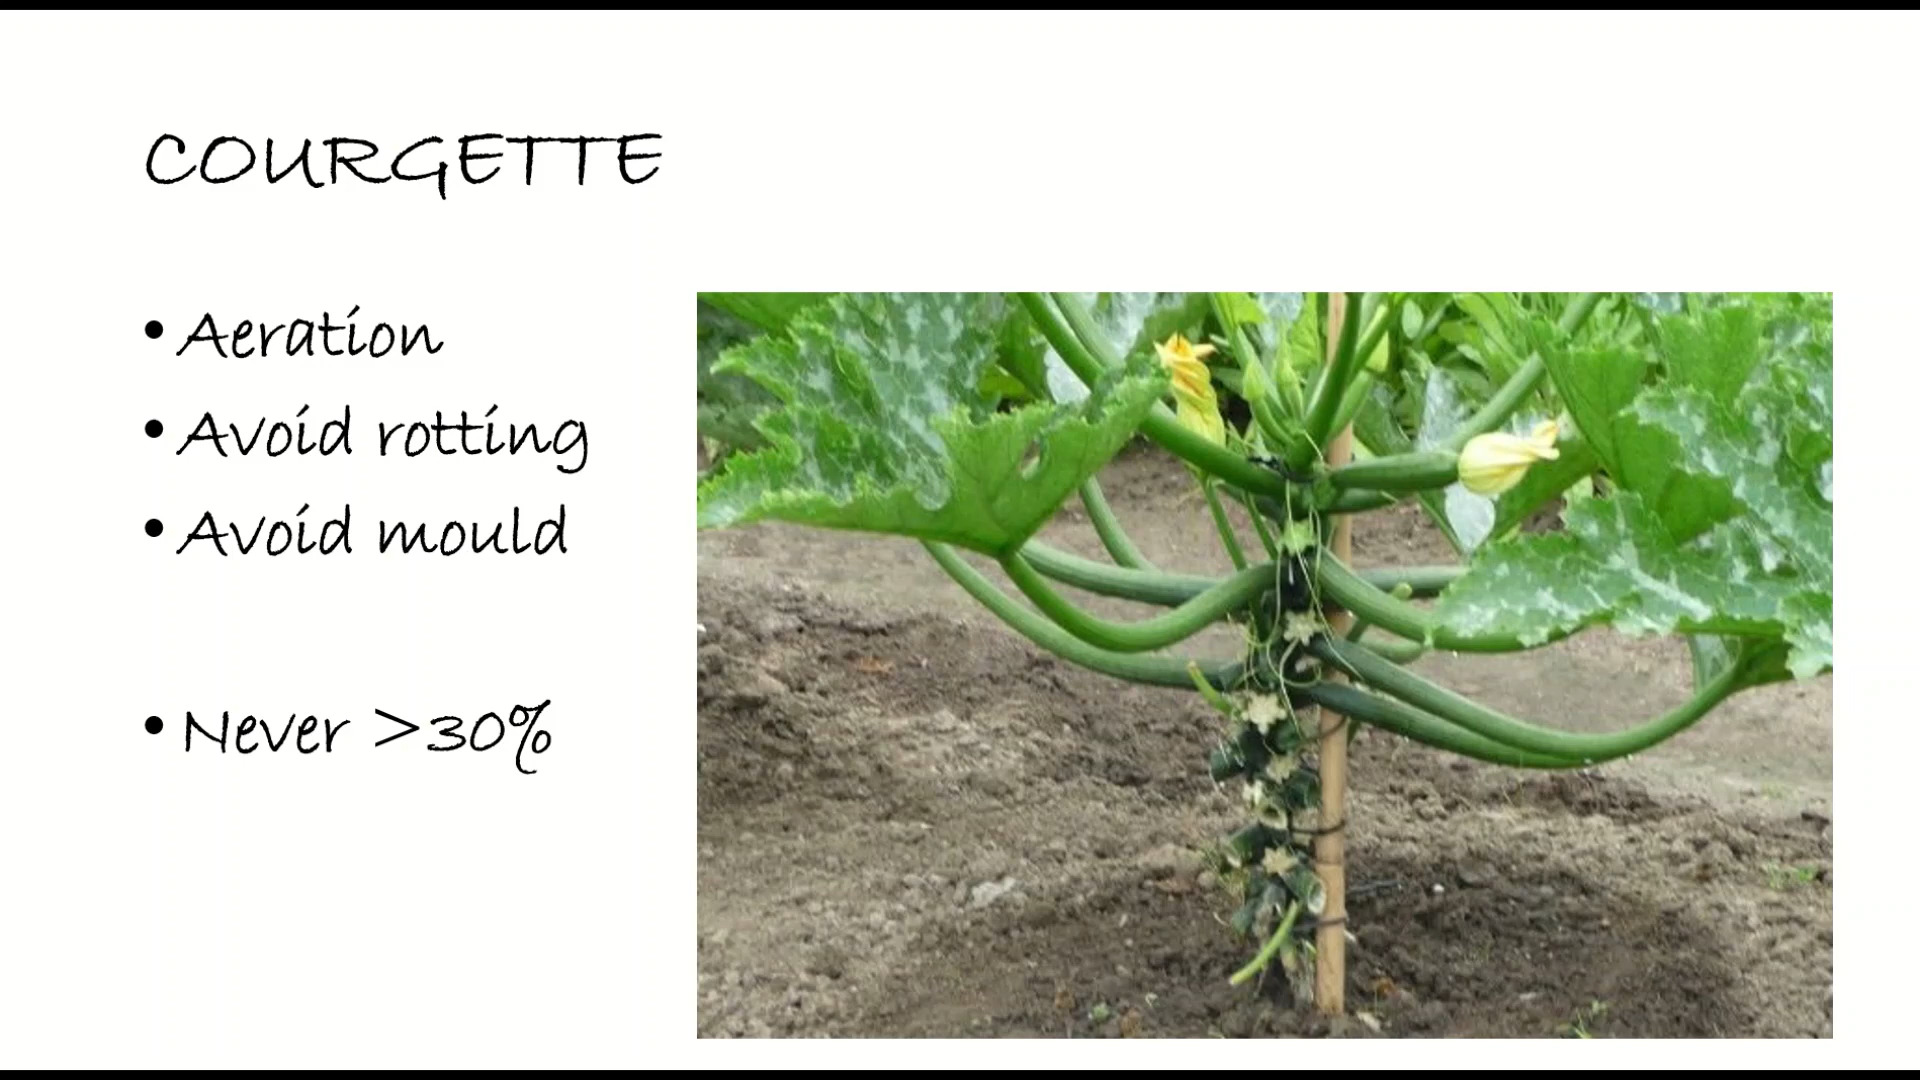 COURGETTE
• Aeration
• Avoid rotting
• Avoid mould
• Never >30%